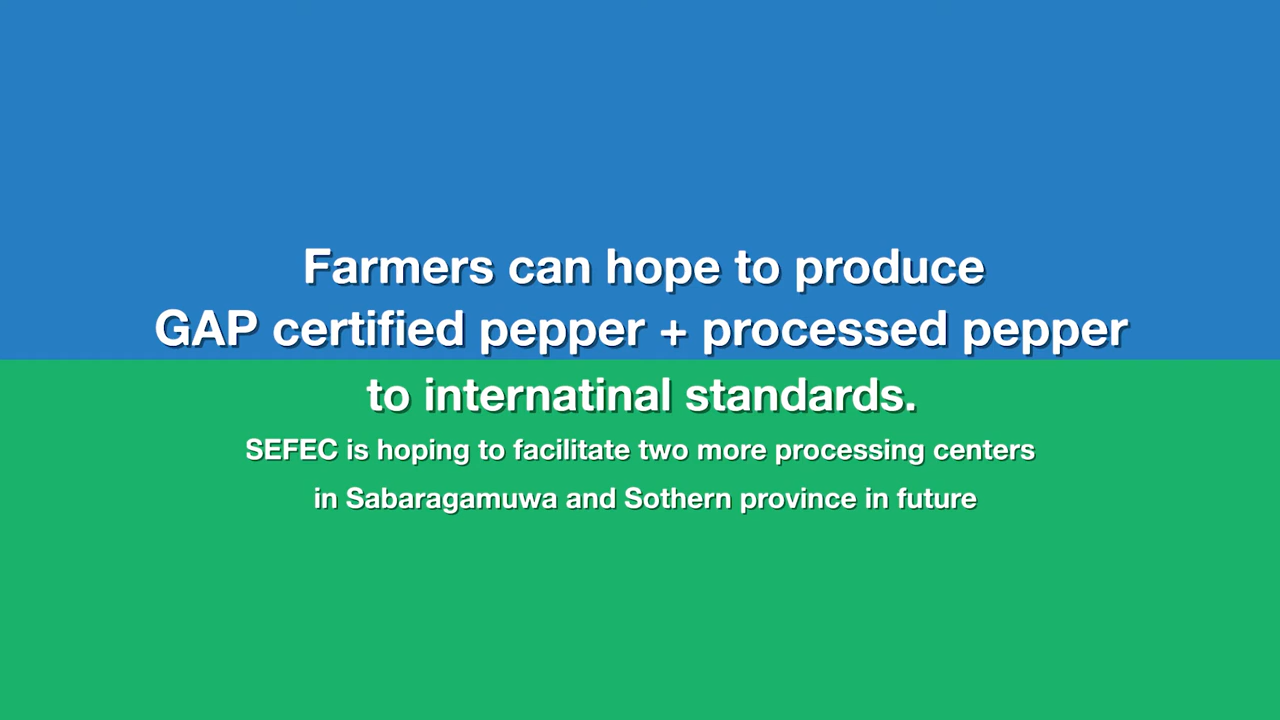 Farmers can hope to produce
GAP certified pepper + processed pepper
to internatinal standards.
SEFEC is hoping to facilitate two more processing centers
in Sabaragamuwa and Sothern province in future